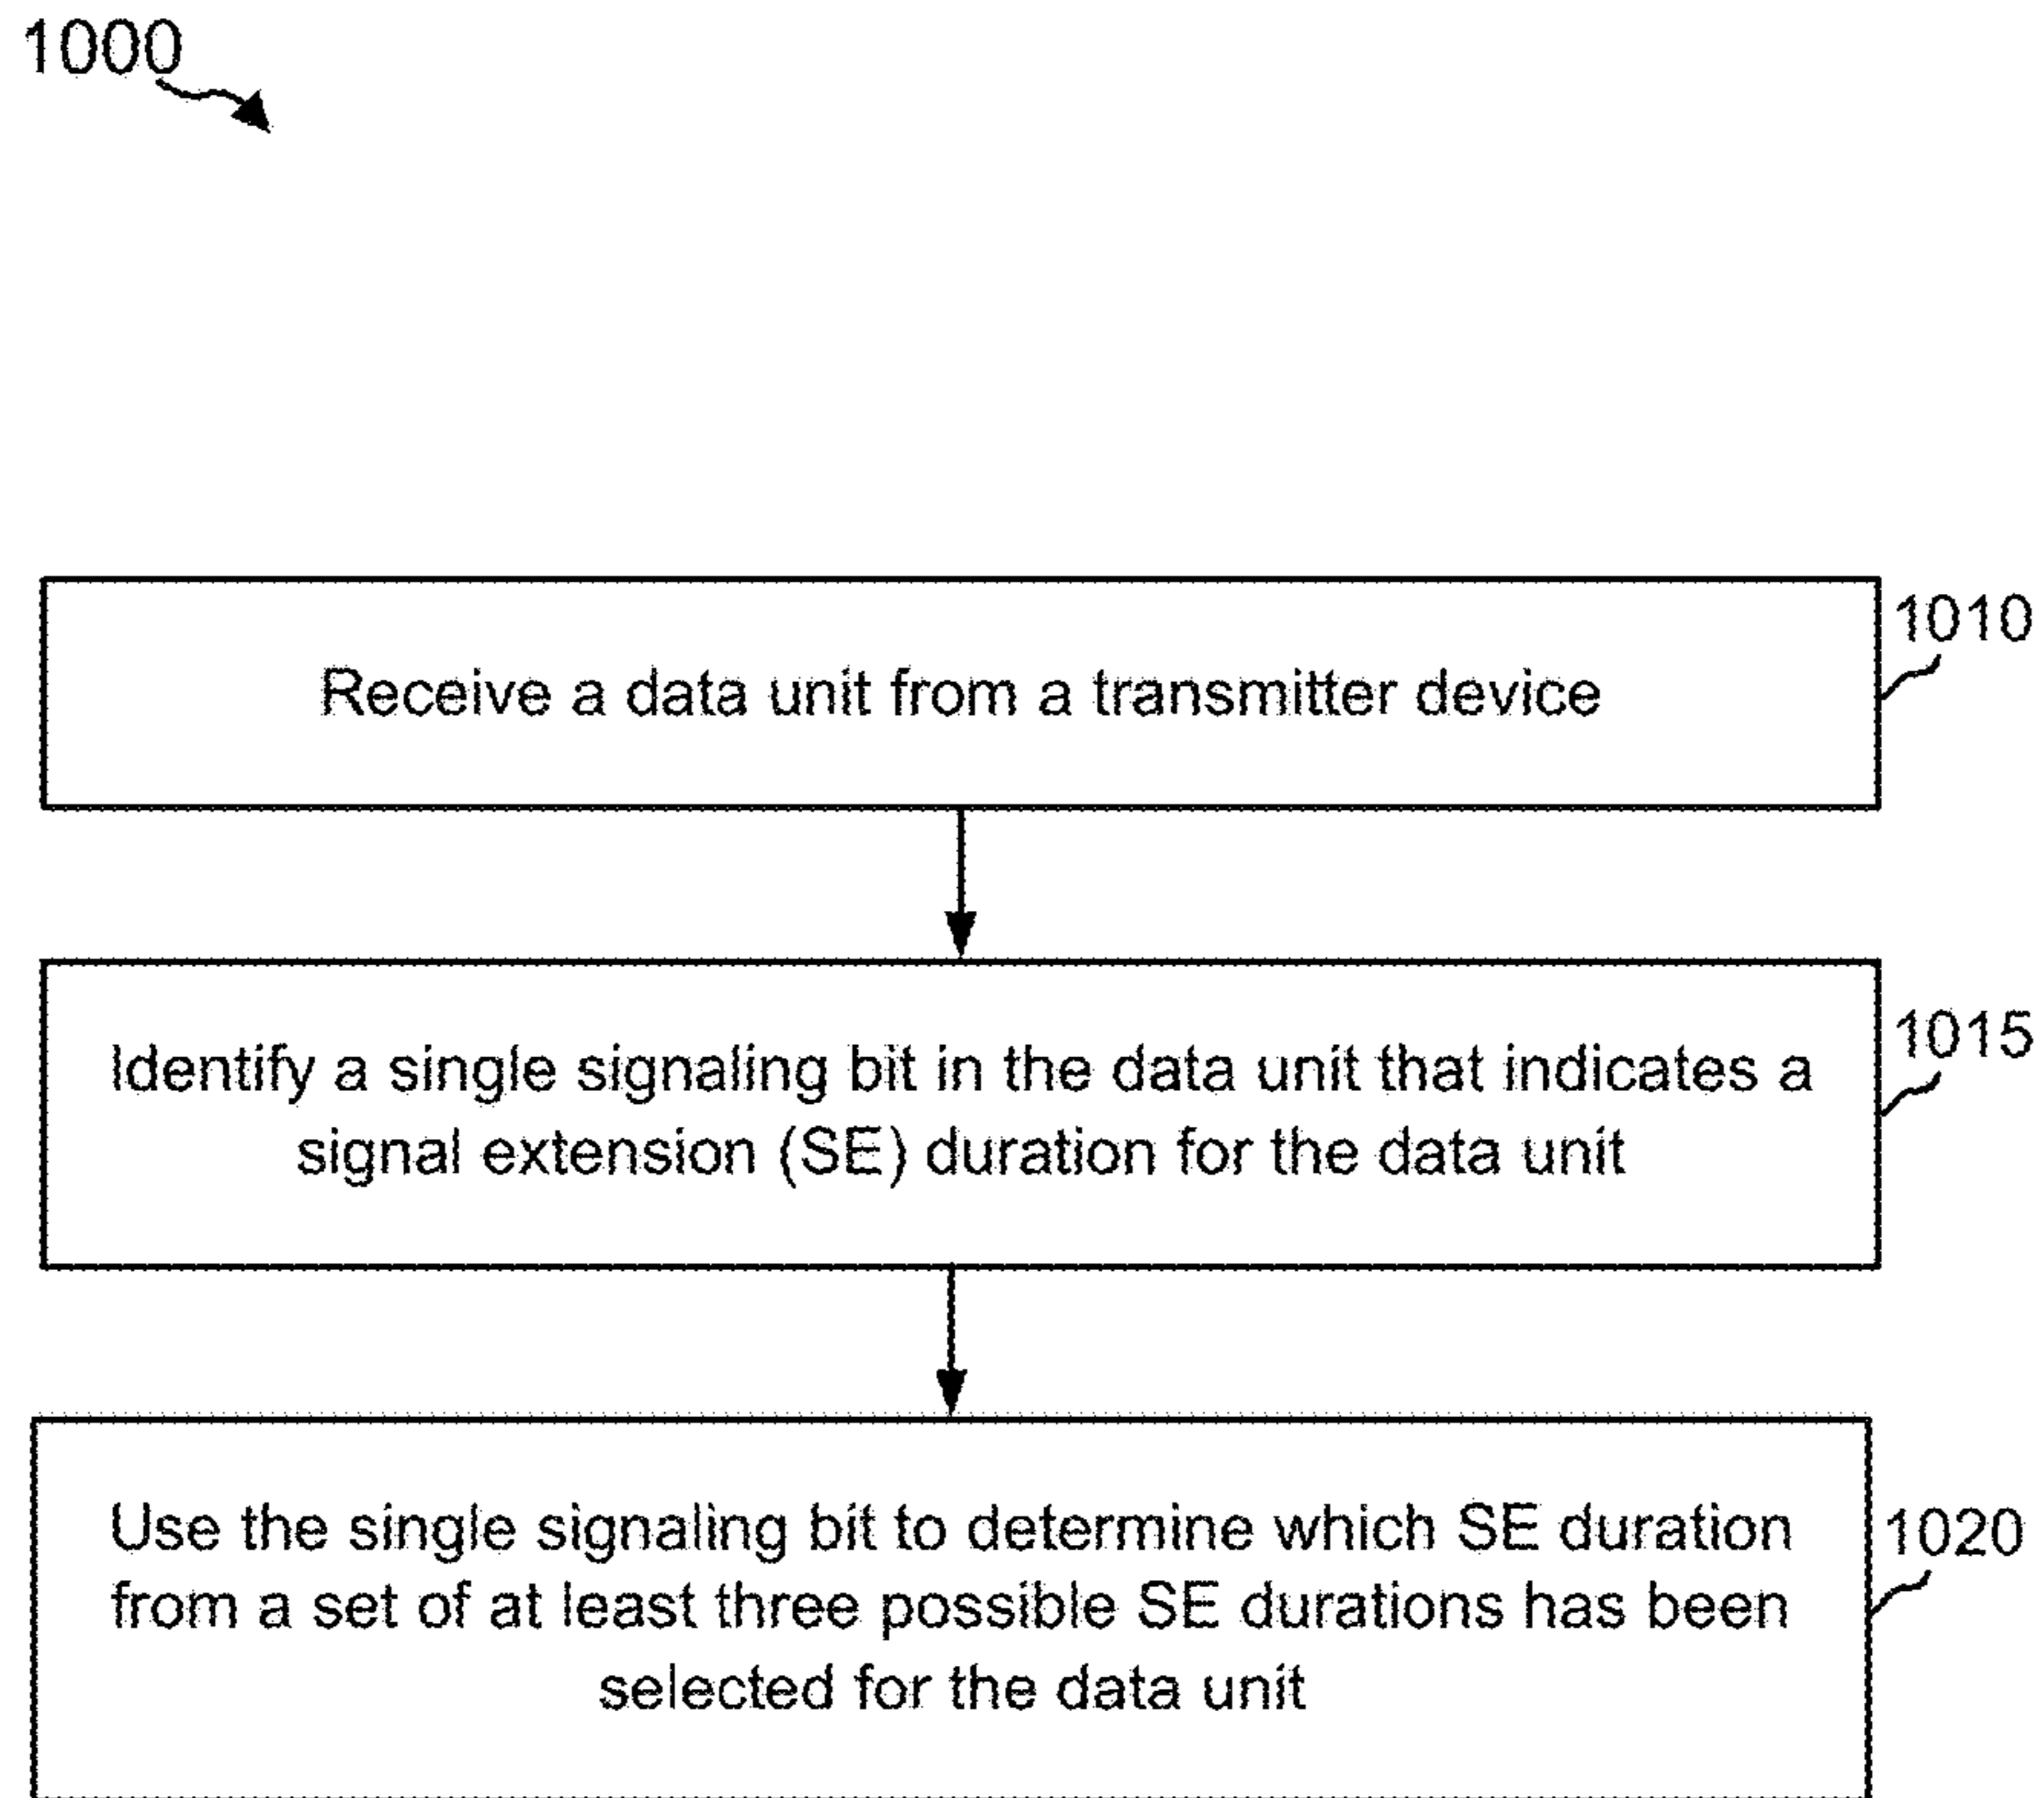 1000
Receive a data unit from a transmitter device
1010
Identify a single signaling bit in the data unit that indicates a
signal extension (SE) duration for the data unit
1015
Use the single signaling bit to determine which SE duration
from a set of at least three possible SE durations has been
selected for the data unit
1020